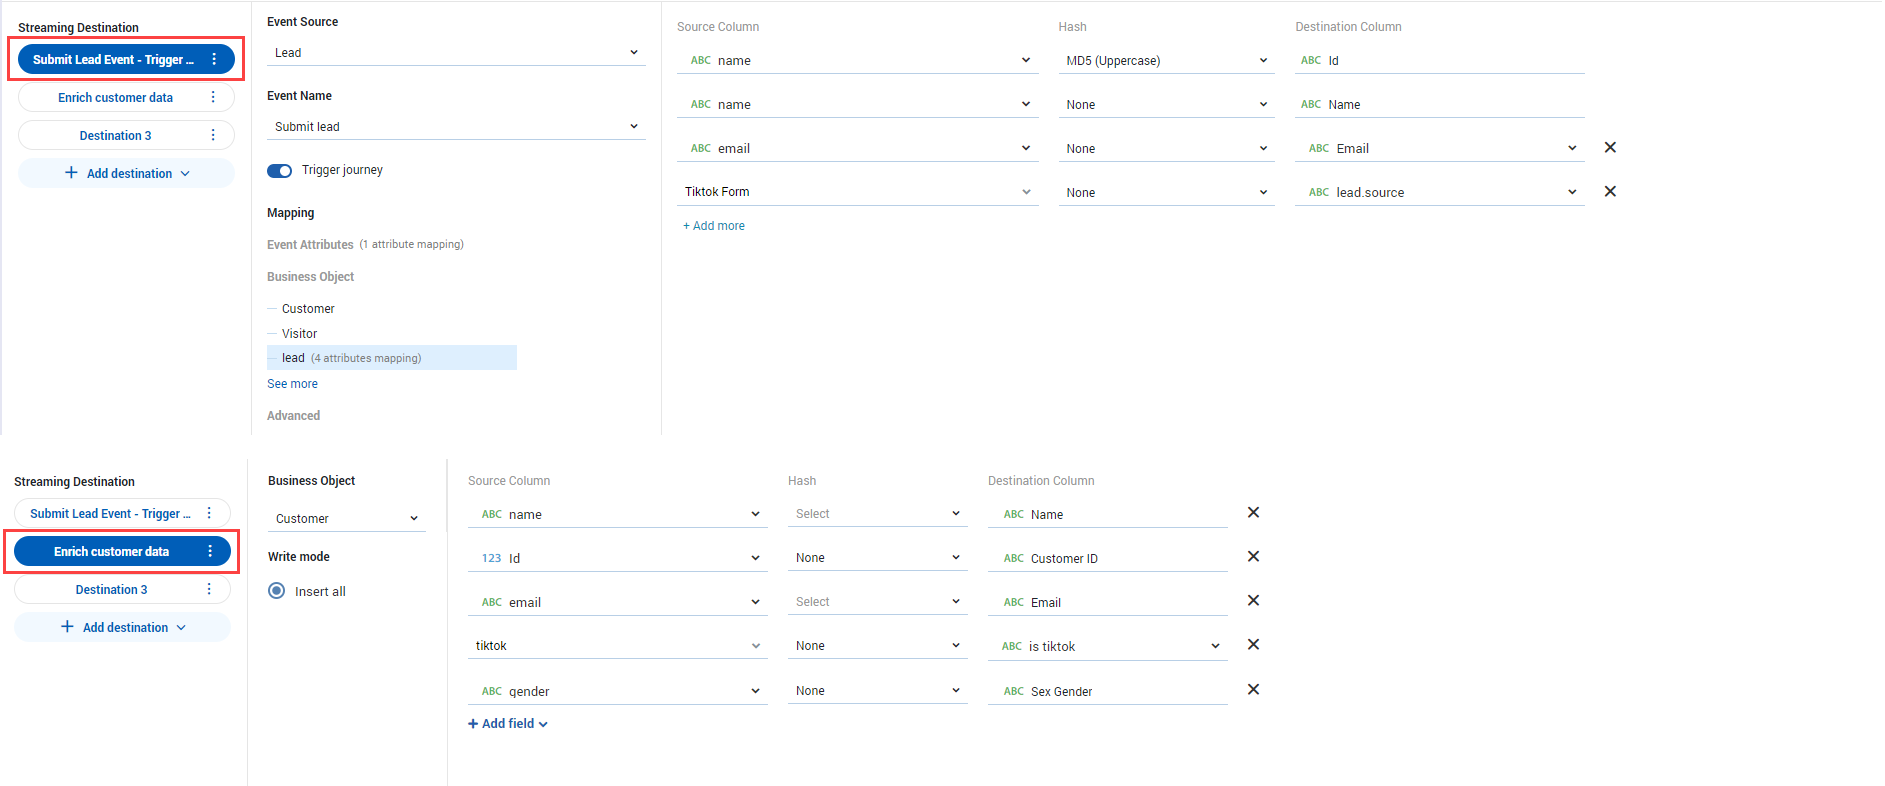 Streaming Destination
Submit Lead Event - Trigger ...
Enrich customer data
Destination 3
+ Add destination
Event Source
Lead
Event Name
Submit lead
Trigger journey
Mapping
Event Attributes (1 attribute mapping)
Business Object
Customer
Visitor
lead (4 attributes mapping)
See more
Advanced
Source Column Hash Destination Column
ABC name MD5 (Uppercase) ABC Id
ABC name None ABC Name
ABC email None ABC Email
Tiktok Form None ABC lead.source
+ Add more
Streaming Destination
Submit Lead Event - Trigger ...
Enrich customer data
Destination 3
+ Add destination
Business Object
Customer
Write mode
Insert all
Source Column Hash Destination Column
ABC name Select ABC Name
123 Id None ABC Customer ID
ABC email Select ABC Email
tiktok None ABC is tiktok
ABC gender None ABC Sex Gender
+ Add field